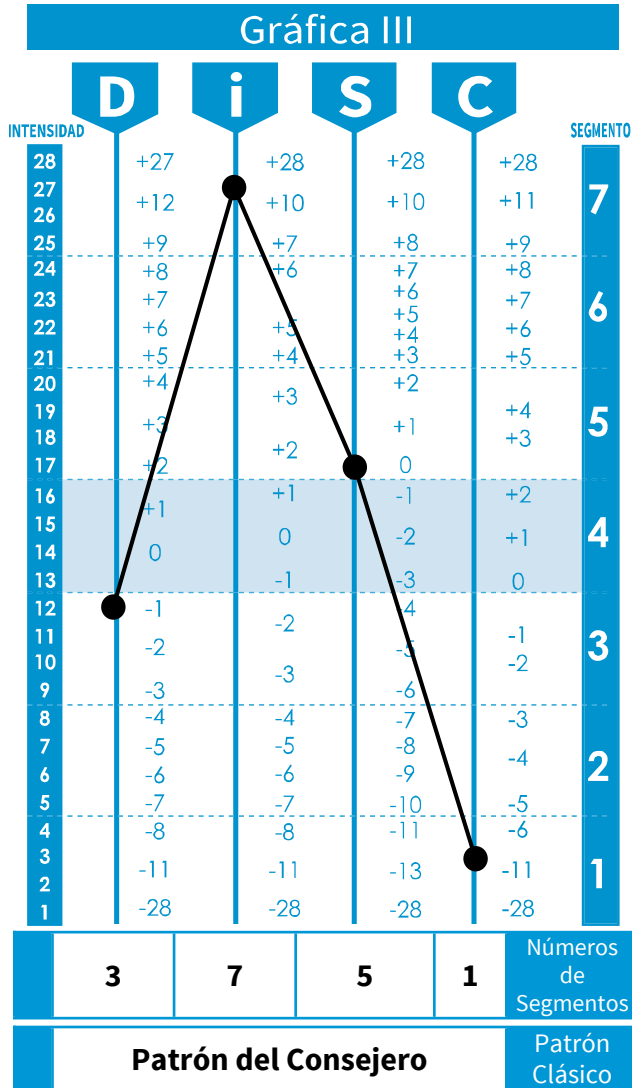 Gráfica III
D i S C
INTENSIDAD SEGMENTO
28 +27 +28 +28 +28
27
+12 +10 +10 +11 7
26
25 +9 +7 +8 +9
24 +8 +6 +7 +8
+6
23 +7 +7 6
+5
22 +6 +5 +6
+4
21 +5 +4 +3 +5
20 +4 +2
+3
19 +4
+3 +1 5
18 +3
+2
17 +2 0
16 +1 -1 +2
+1
15 4
0 -2 +1
14 0
13 -1 -3 0
12 -1 -4
-2
11 -1
-2 -5 3
10 -2
-3
9 -3 -6
8 -4 -4 -7 -3
7 -5 -5 -8
-4 2
6 -6 -6 -9
5 -7 -7 -10 -5
4 -8 -8 -11 -6
3
-11 -11 -13 -11 1
2
1 -28 -28 -28 -28
3 7 5 1 Números
de
Segmentos
Patrón del Consejero Patrón
Clásico